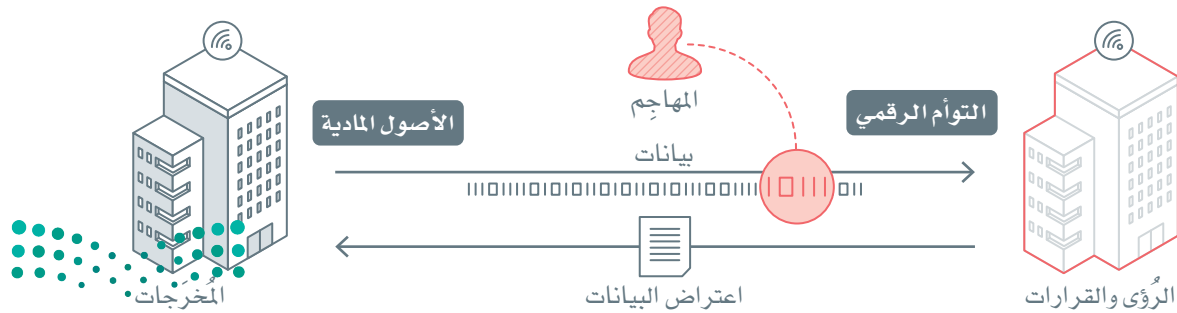 المهاجِم
التوأم الرقمي
الأصول المادية
بيانات
الرُؤى والقرارات
اعتراض البيانات
المُخرَجات